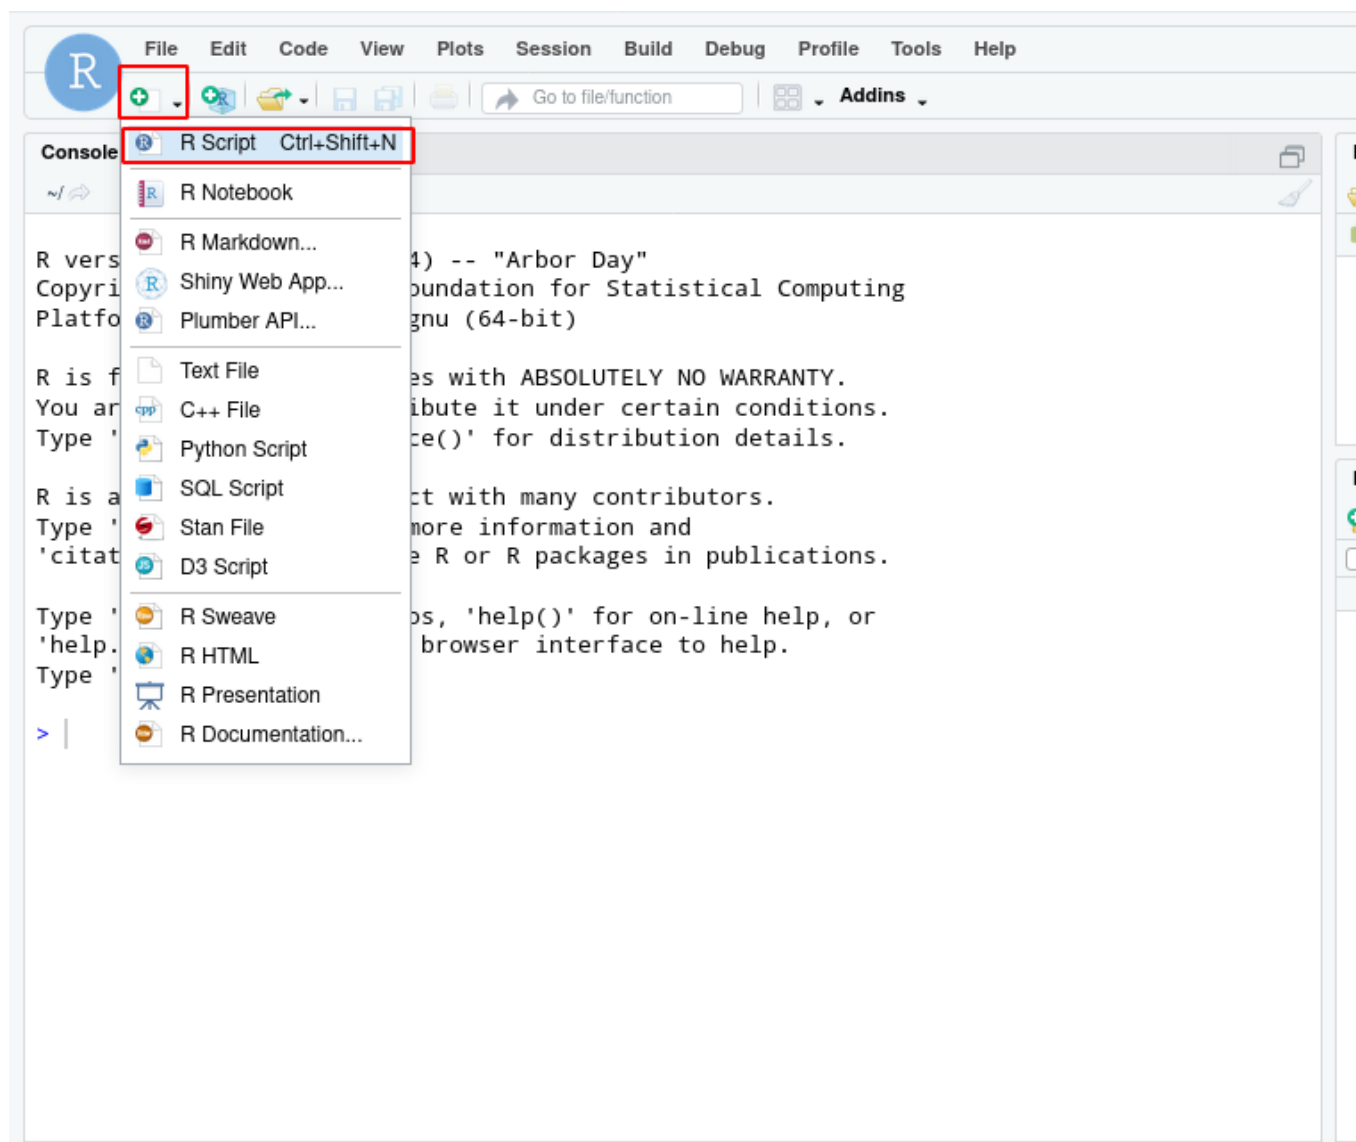 R
File Edit Code View Plots Session Build Debug Profile Tools Help
R Go to file/function Addins
Console
R Script Ctrl+Shift+N
~/
R Notebook
R Markdown...
R vers 4) -- "Arbor Day"
Shiny Web App...
Copyri oundation for Statistical Computing
Plumber API...
Platfo gnu (64-bit)
Text File
R is f es with ABSOLUTELY NO WARRANTY.
C++ File
You ar ibute it under certain conditions.
Python Script
Type ' ce()' for distribution details.
SQL Script
R is a ct with many contributors.
Stan File
Type ' more information and
D3 Script
'citat e R or R packages in publications.
R Sweave
Type ' os, 'help()' for on-line help, or
R HTML
'help. browser interface to help.
Type '
R Presentation
R Documentation...
>